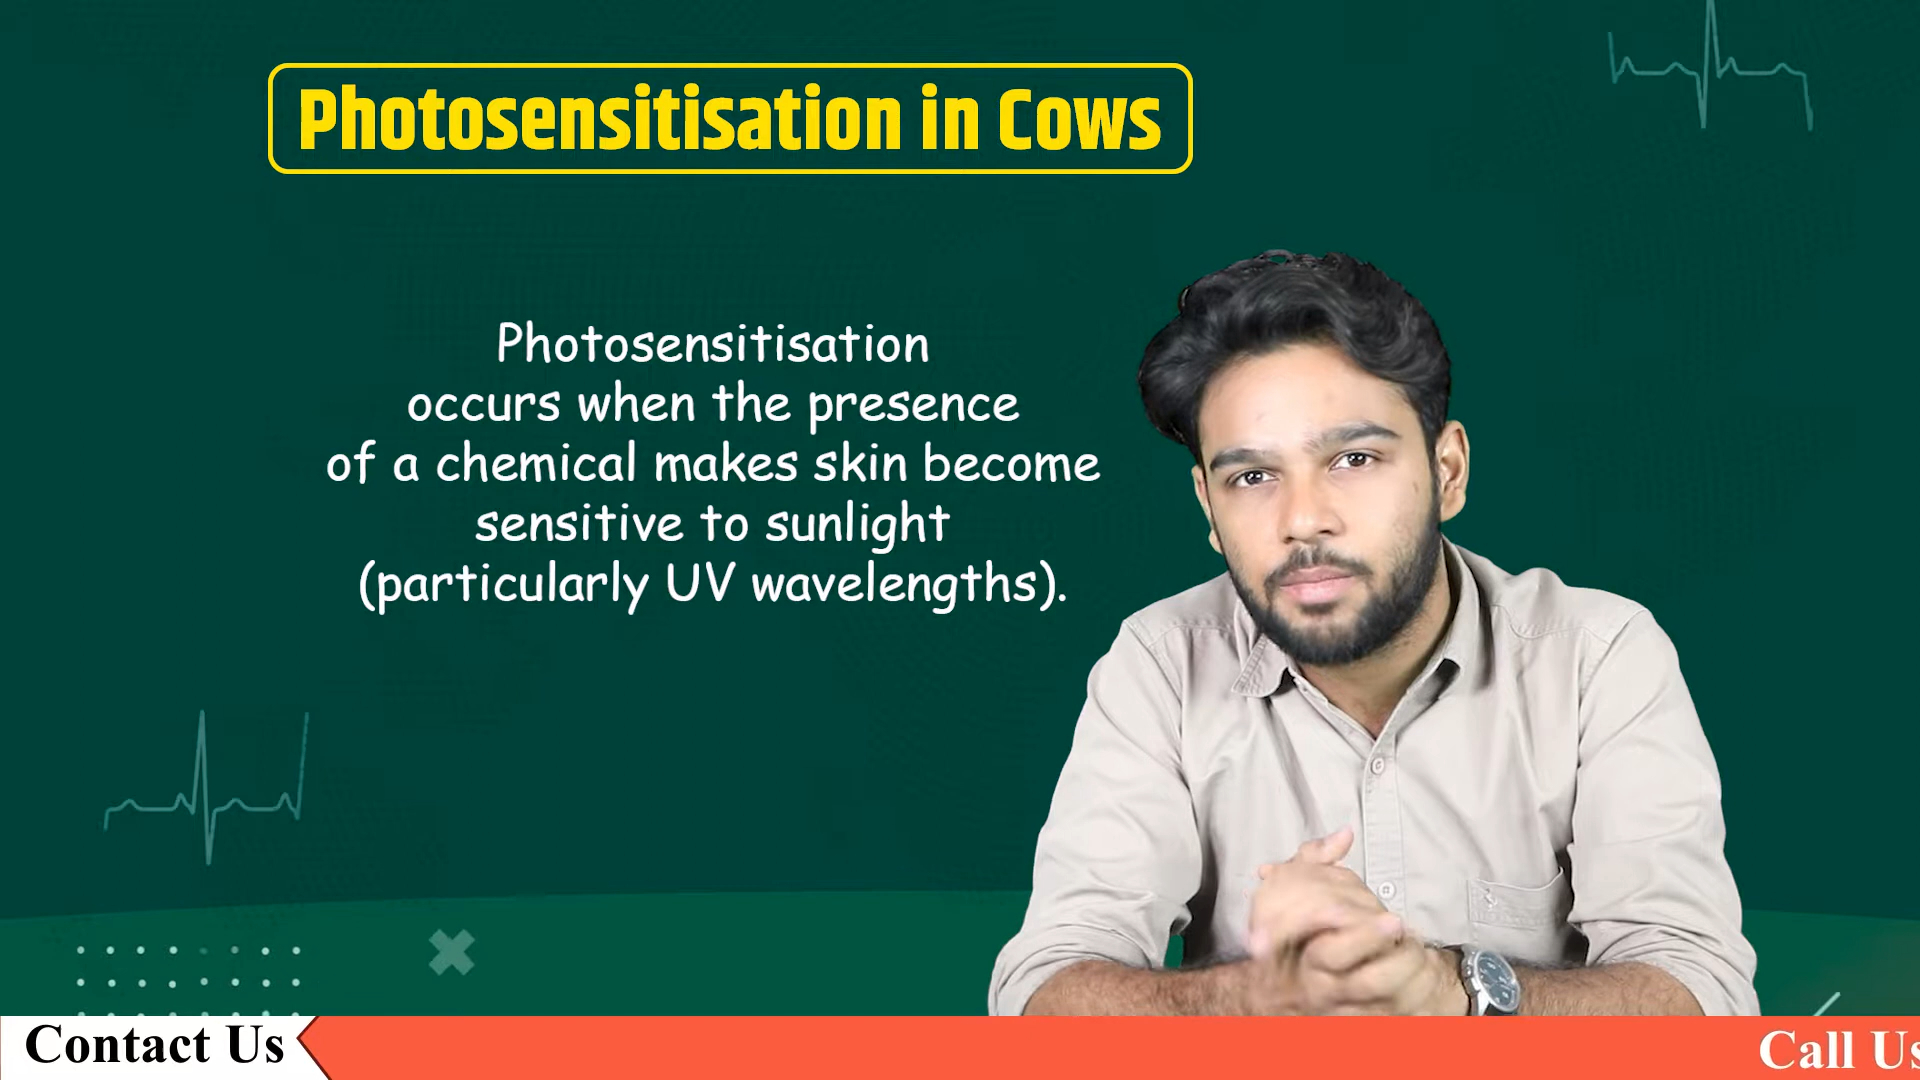 Photosensitisation in Cows
Photosensitisation
occurs when the presence
of a chemical makes skin become
sensitive to sunlight
(particularly UV wavelengths).
Contact Us
Call Us